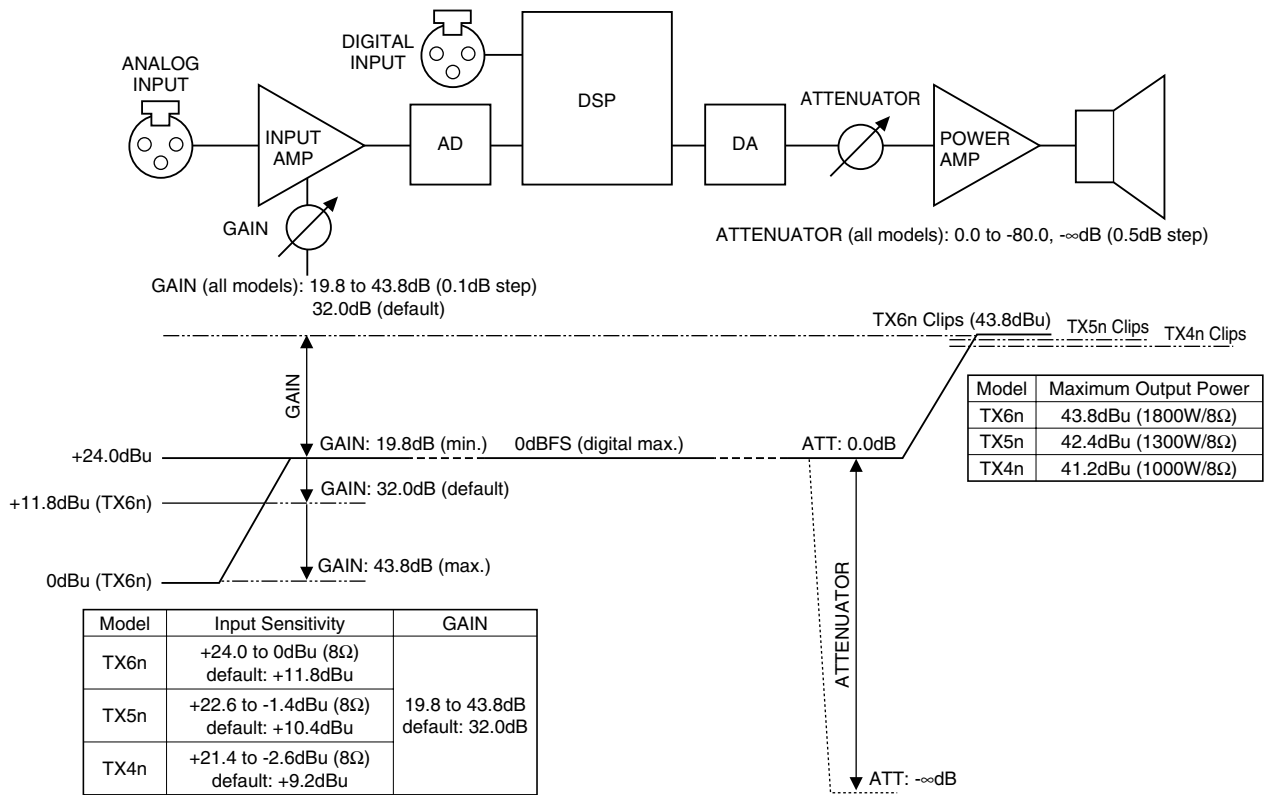 ANALOG
INPUT
DIGITAL
INPUT
INPUT
AMP
AD
DSP
DA
ATTENUATOR
POWER
AMP
GAIN
ATTENUATOR (all models): 0.0 to -80.0, -∞dB (0.5dB step)
GAIN (all models): 19.8 to 43.8dB (0.1dB step)
32.0dB (default)
TX6n Clips (43.8dBu)
TX5n Clips
TX4n Clips
GAIN
Model Maximum Output Power
TX6n 43.8dBu (1800W/8Ω)
TX5n 42.4dBu (1300W/8Ω)
TX4n 41.2dBu (1000W/8Ω)
+24.0dBu
GAIN: 19.8dB (min.)
0dBFS (digital max.)
ATT: 0.0dB
GAIN: 32.0dB (default)
+11.8dBu (TX6n)
GAIN: 43.8dB (max.)
0dBu (TX6n)
ATTENUATOR
ATT: -∞dB
Model Input Sensitivity GAIN
TX6n
+24.0 to 0dBu (8Ω)
default: +11.8dBu
TX5n
+22.6 to -1.4dBu (8Ω)
default: +10.4dBu
19.8 to 43.8dB
default: 32.0dB
TX4n
+21.4 to -2.6dBu (8Ω)
default: +9.2dBu